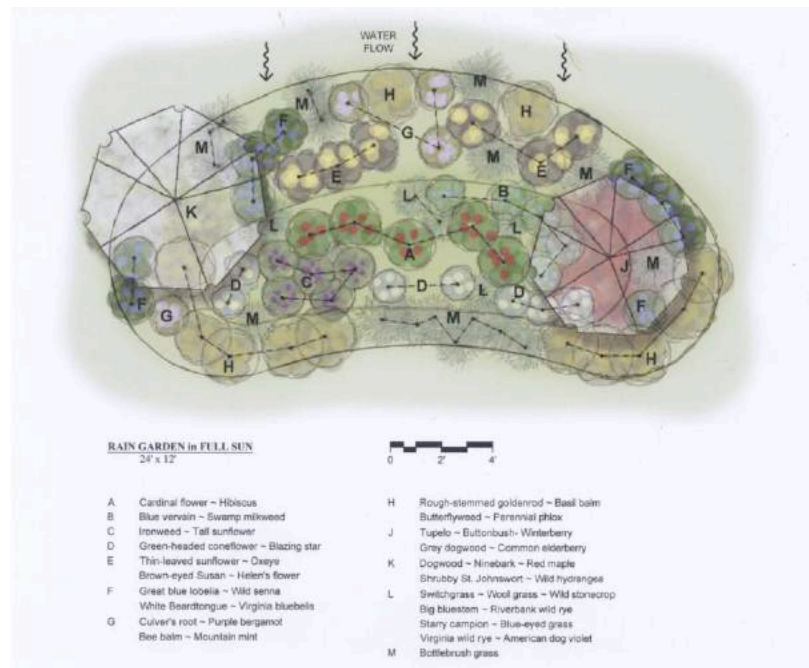 WATER
FLOW
M
H
M
F
M
H
G
M
M
E
E
M
F
K
L
B
L
L
A
J
M
D
C
D
L
D
F
G
M
M
F
H
H
RAIN GARDEN in FULL SUN
24' x 12'
0 2' 4'
A Cardinal flower ~ Hibiscus
B Blue vervain ~ Swamp milkweed
C Ironweed ~ Tall sunflower
D Green-headed coneflower ~ Blazing star
E Thin-leaved sunflower ~ Oxeye
Brown-eyed Susan ~ Helen's flower
F Great blue lobelia ~ Wild senna
White Beardtongue ~ Virginia bluebells
G Culver's root ~ Purple bergamot
Bee balm ~ Mountain mint
H Rough-stemmed goldenrod ~ Basil balm
Butterflyweed ~ Perennial phlox
J Tupelo ~ Buttonbush- Winterberry
Grey dogwood ~ Common elderberry
K Dogwood ~ Ninebark ~ Red maple
Shrubby St. Johnswort ~ Wild hydrangea
L Switchgrass ~ Wool grass ~ Wild stonecrop
Big bluestem ~ Riverbank wild rye
Starry campion ~ Blue-eyed grass
Virginia wild rye ~ American dog violet
M Bottlebrush grass